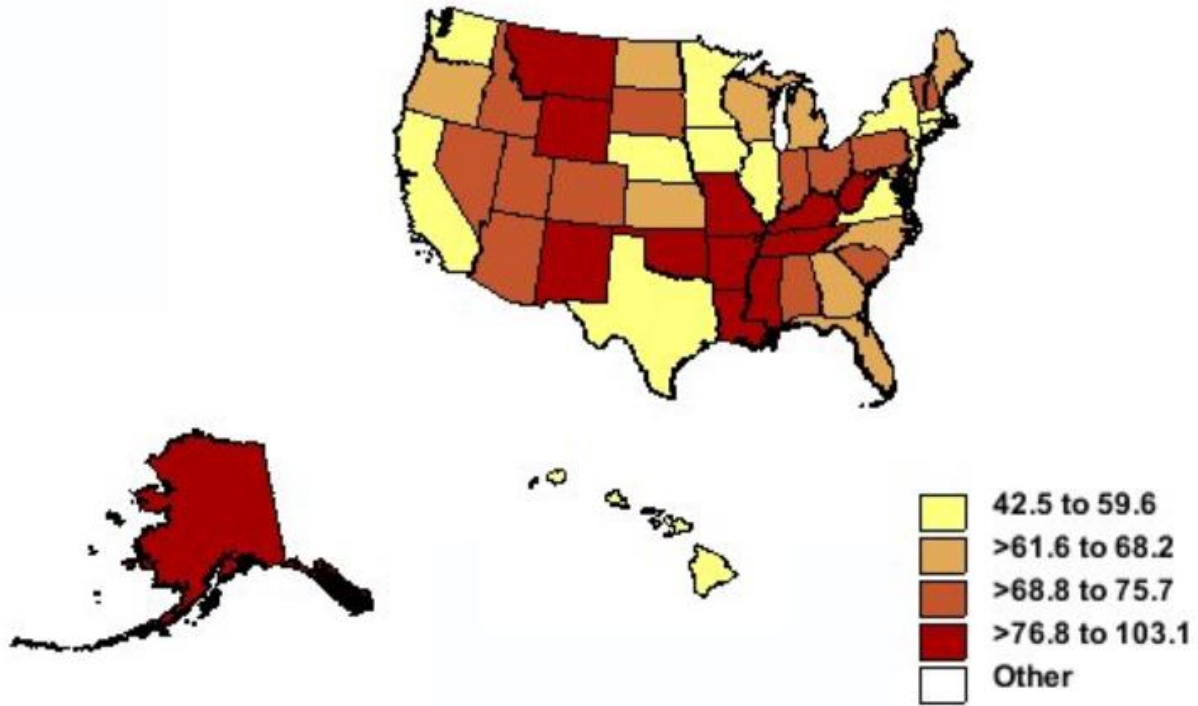 42.5 to 59.6
>61.6 to 68.2
>68.8 to 75.7
>76.8 to 103.1
Other